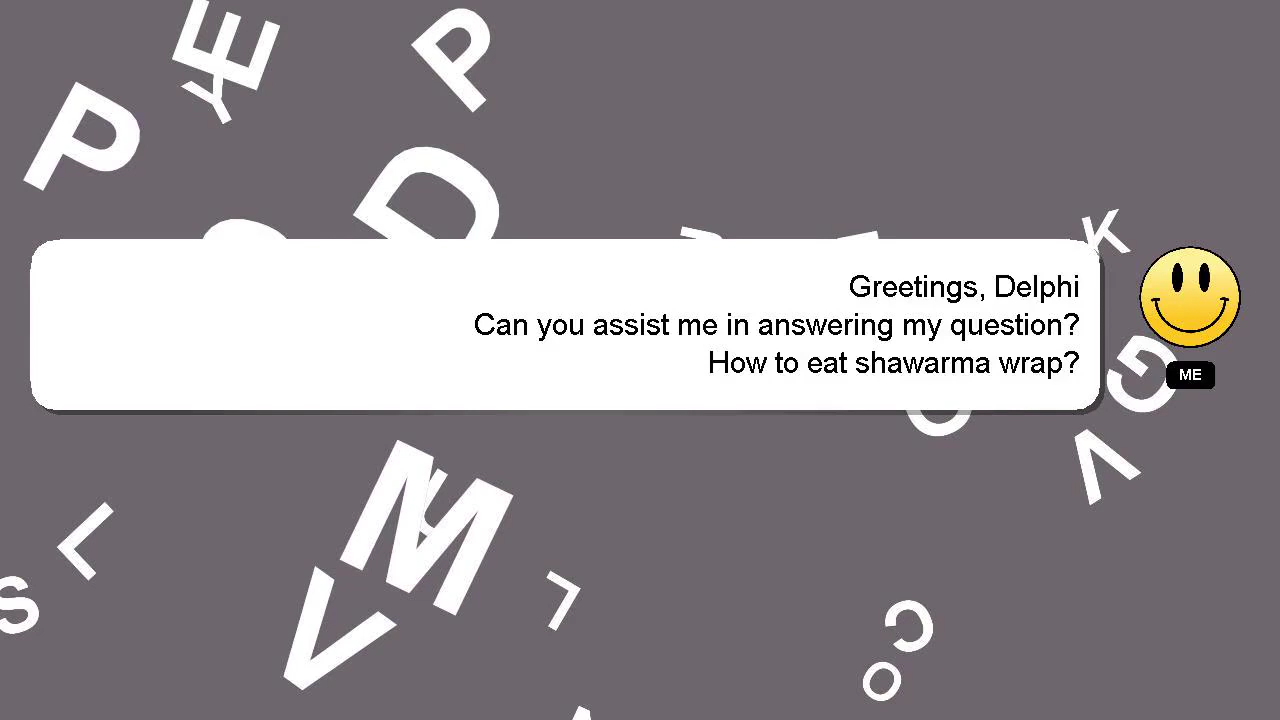 Greetings, Delphi
Can you assist me in answering my question?
How to eat shawarma wrap?
ME
P
E
Y
P
D
K
G
V
M
L
S
V
L
C
O